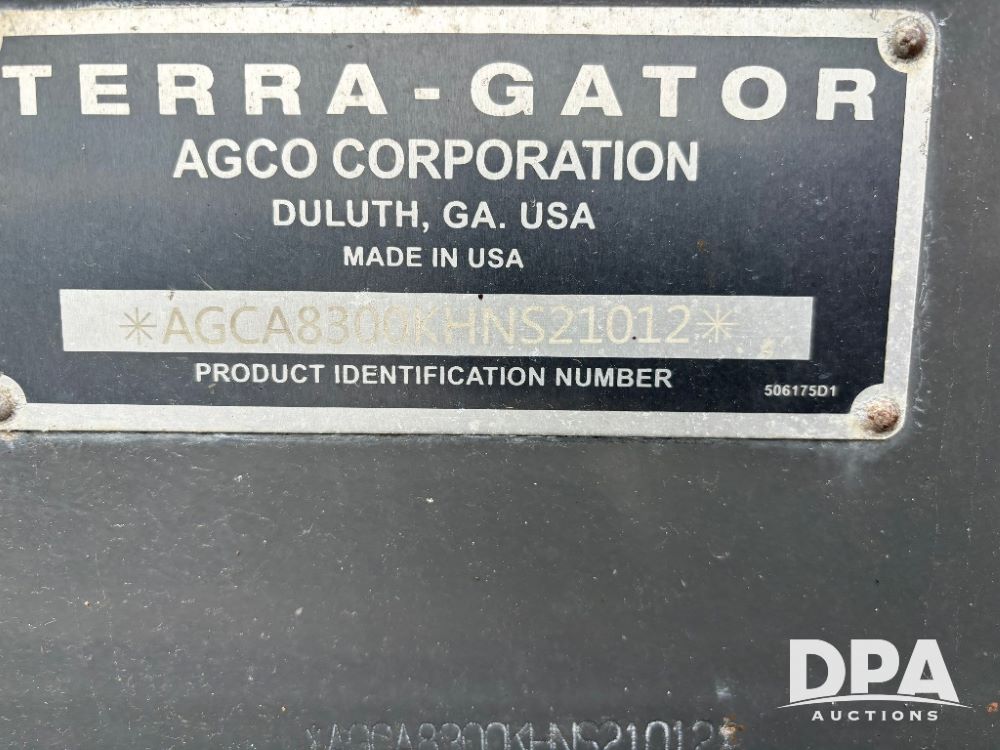 TERRA-GATOR
AGCO CORPORATION
DULUTH, GA. USA
MADE IN USA
*AGCA8300KHNS21012*
PRODUCT IDENTIFICATION NUMBER
506175D1
DPA
AUCTIONS
*AGCA8300KHNS21012*